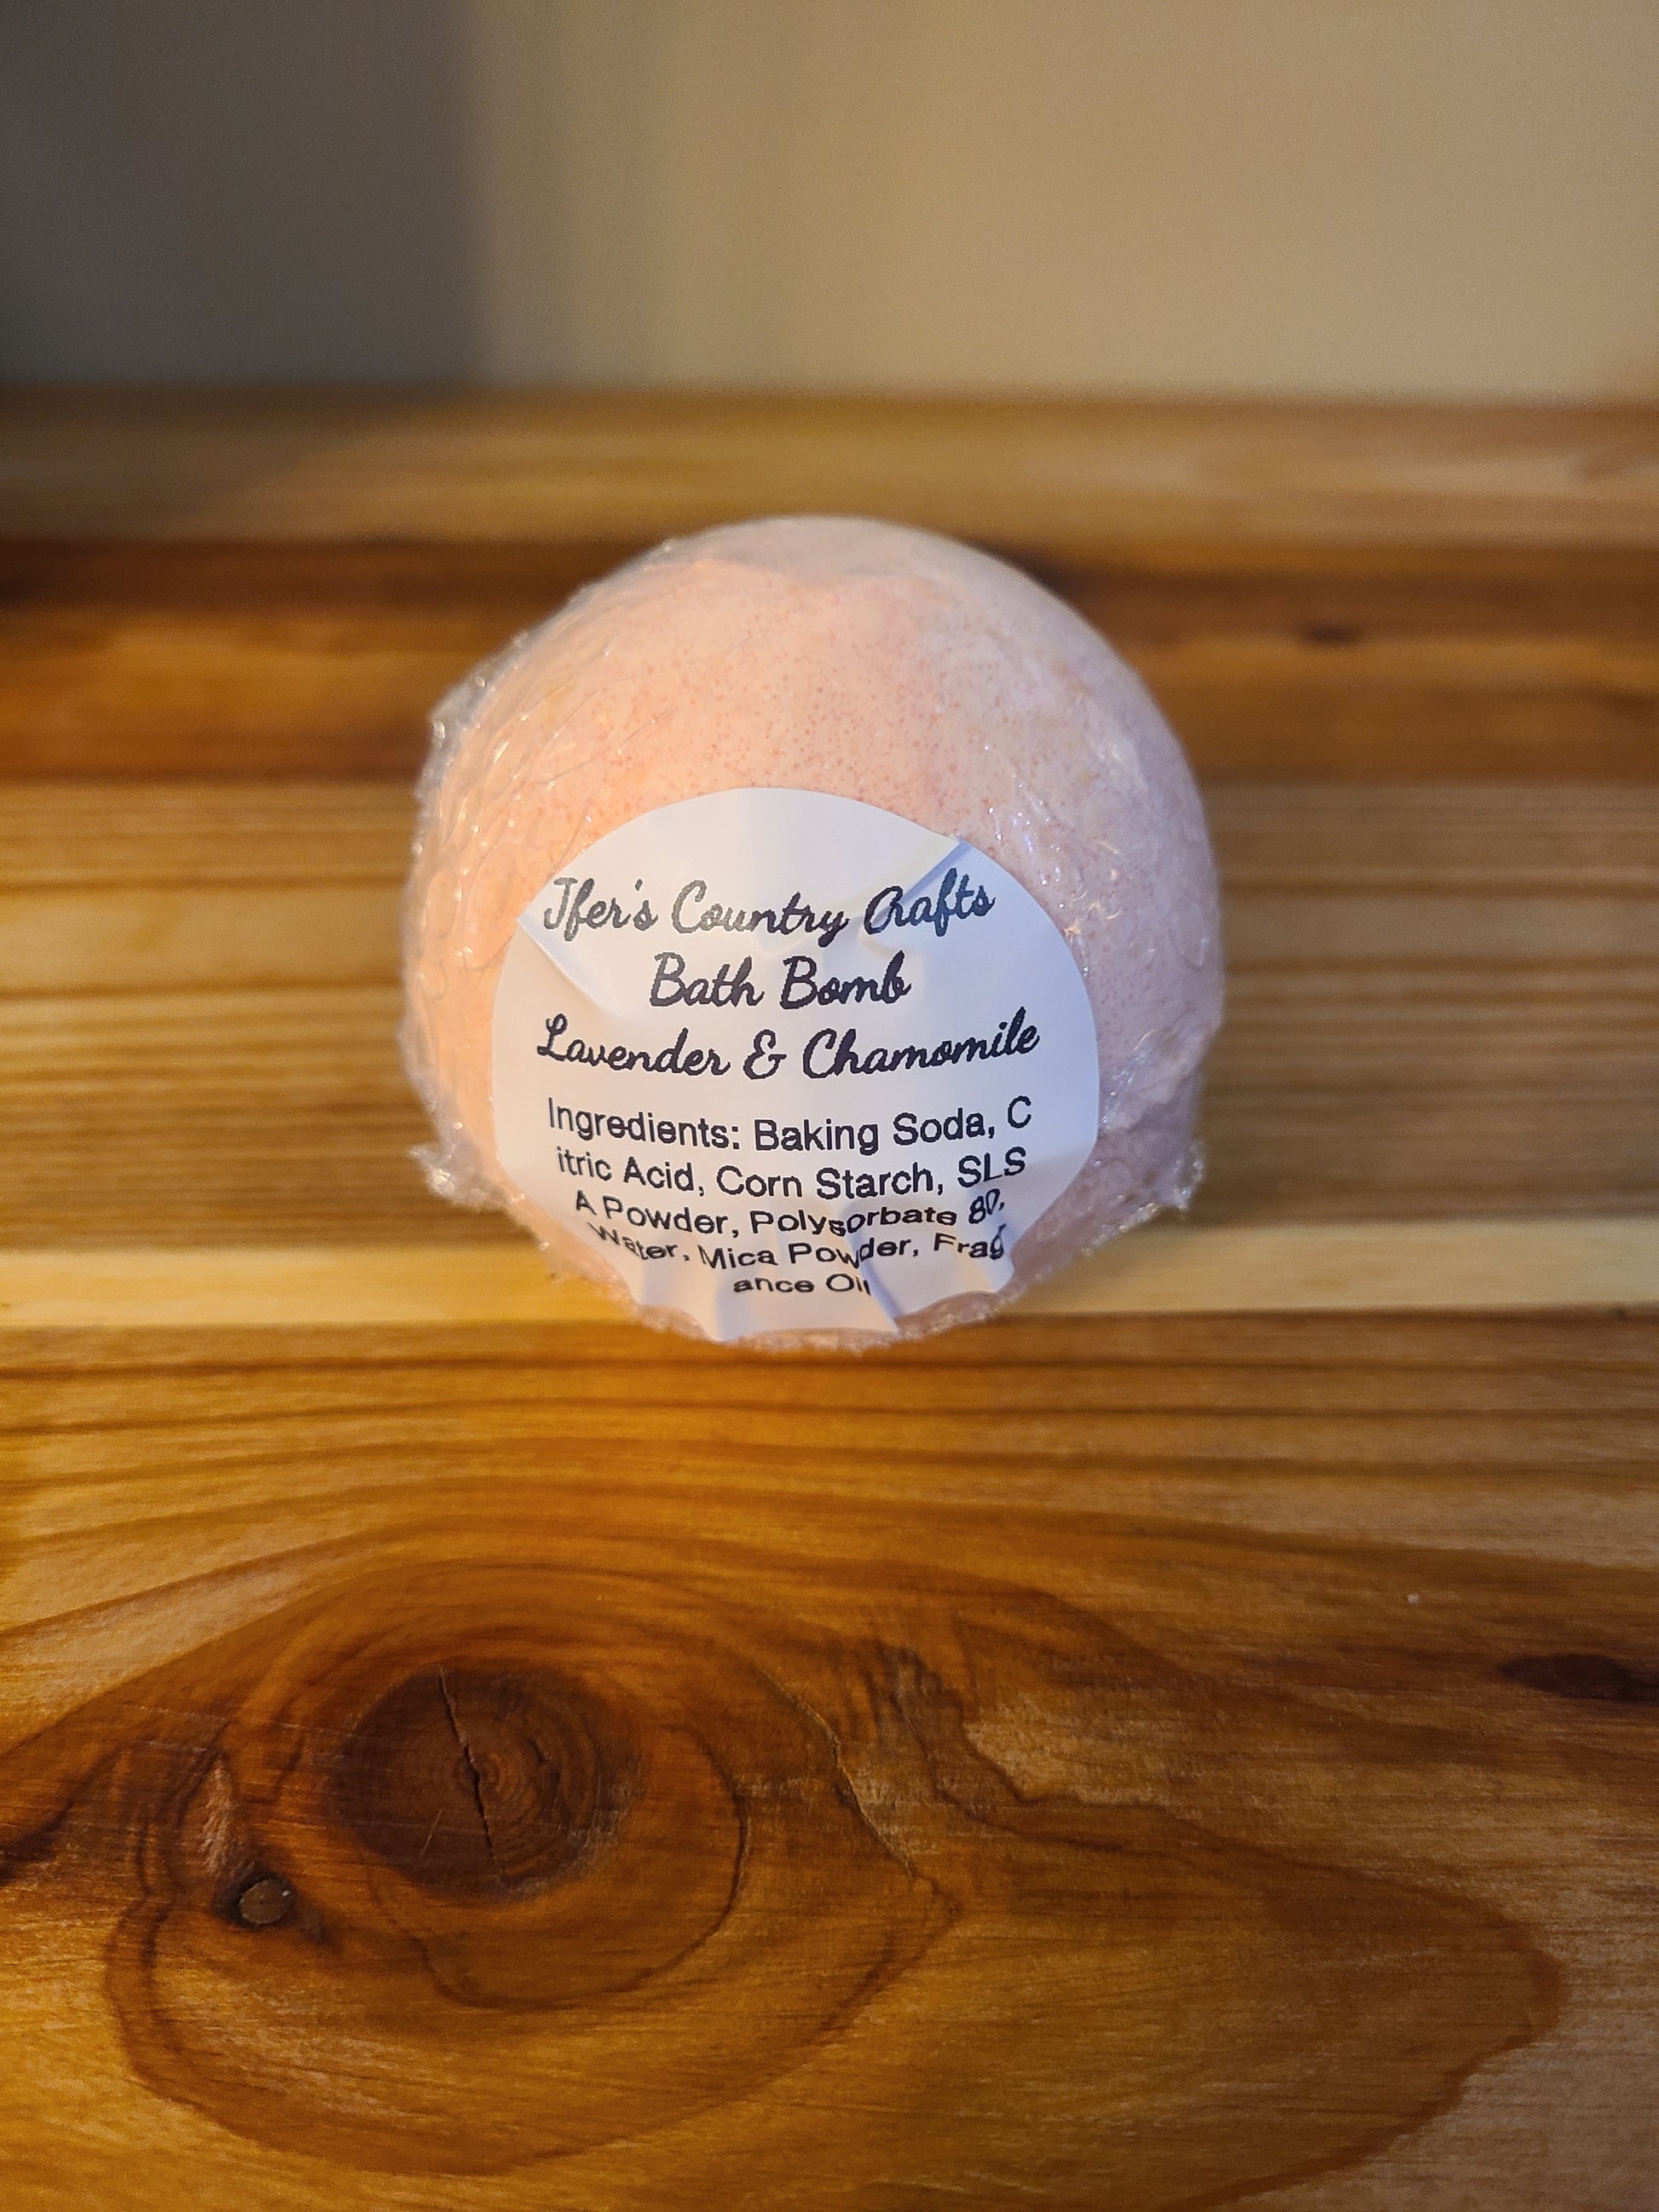 Jfer's Country Crafts
Bath Bomb
Lavender & Chamomile
Ingredients: Baking Soda, C
itric Acid, Corn Starch, SLS
A Powder, Polysorbate 80,
Water, Mica Powder, Frag
ance Oil